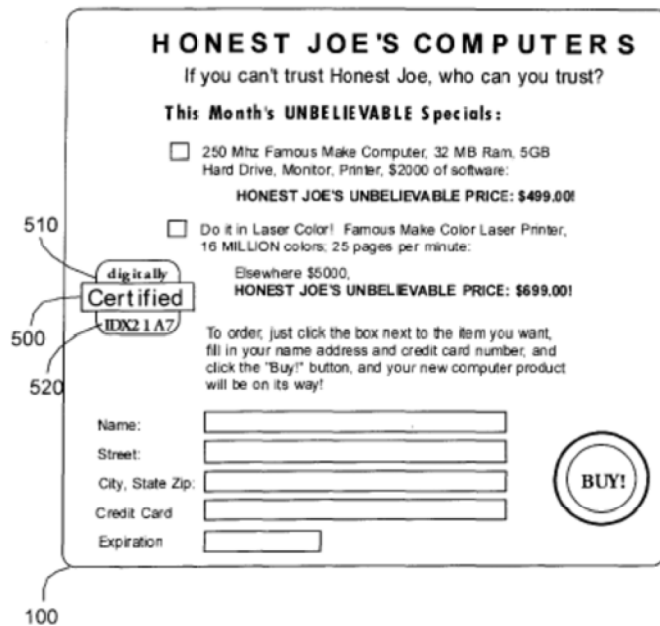 HONEST JOE'S COMPUTERS
If you can't trust Honest Joe, who can you trust?
This Month's UNBELIEVABLE Specials:
250 Mhz Famous Make Computer, 32 MB Ram, 5GB
Hard Drive, Monitor, Printer, $2000 of software:
HONEST JOE'S UNBELIEVABLE PRICE: $499.00!
Do it in Laser Color! Famous Make Color Laser Printer,
16 MILLION colors; 25 pages per minute:
Elsewhere $5000,
HONEST JOE'S UNBELIEVABLE PRICE: $699.00!
510
digitally
Certified
IDX21A7
500
520
To order, just click the box next to the item you want,
fill in your name address and credit card number, and
click the "Buy!" button, and your new computer product
will be on its way!
Name:
Street:
City, State Zip:
Credit Card
Expiration
BUY!
100